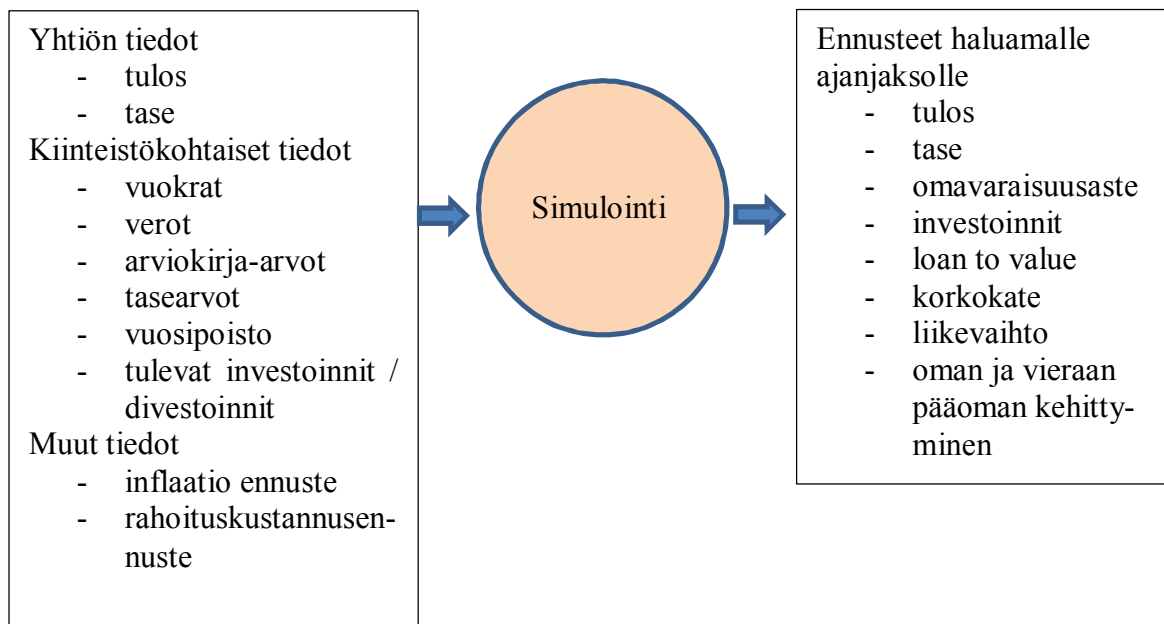 Yhtiön tiedot
- tulos
- tase
Kiinteistökohtaiset tiedot
- vuokrat
- verot
- arviokirja-arvot
- tasearvot
- vuosipoisto
- tulevat investoinnit /
divestoinnit
Muut tiedot
- inflaatio ennuste
- rahoituskustannusen-
nuste
Simulointi
Ennusteet haluamalle
ajanjaksolle
- tulos
- tase
- omavaraisuusaste
- investoinnit
- loan to value
- korkokate
- liikevaihto
- oman ja vieraan
pääoman kehitty-
minen